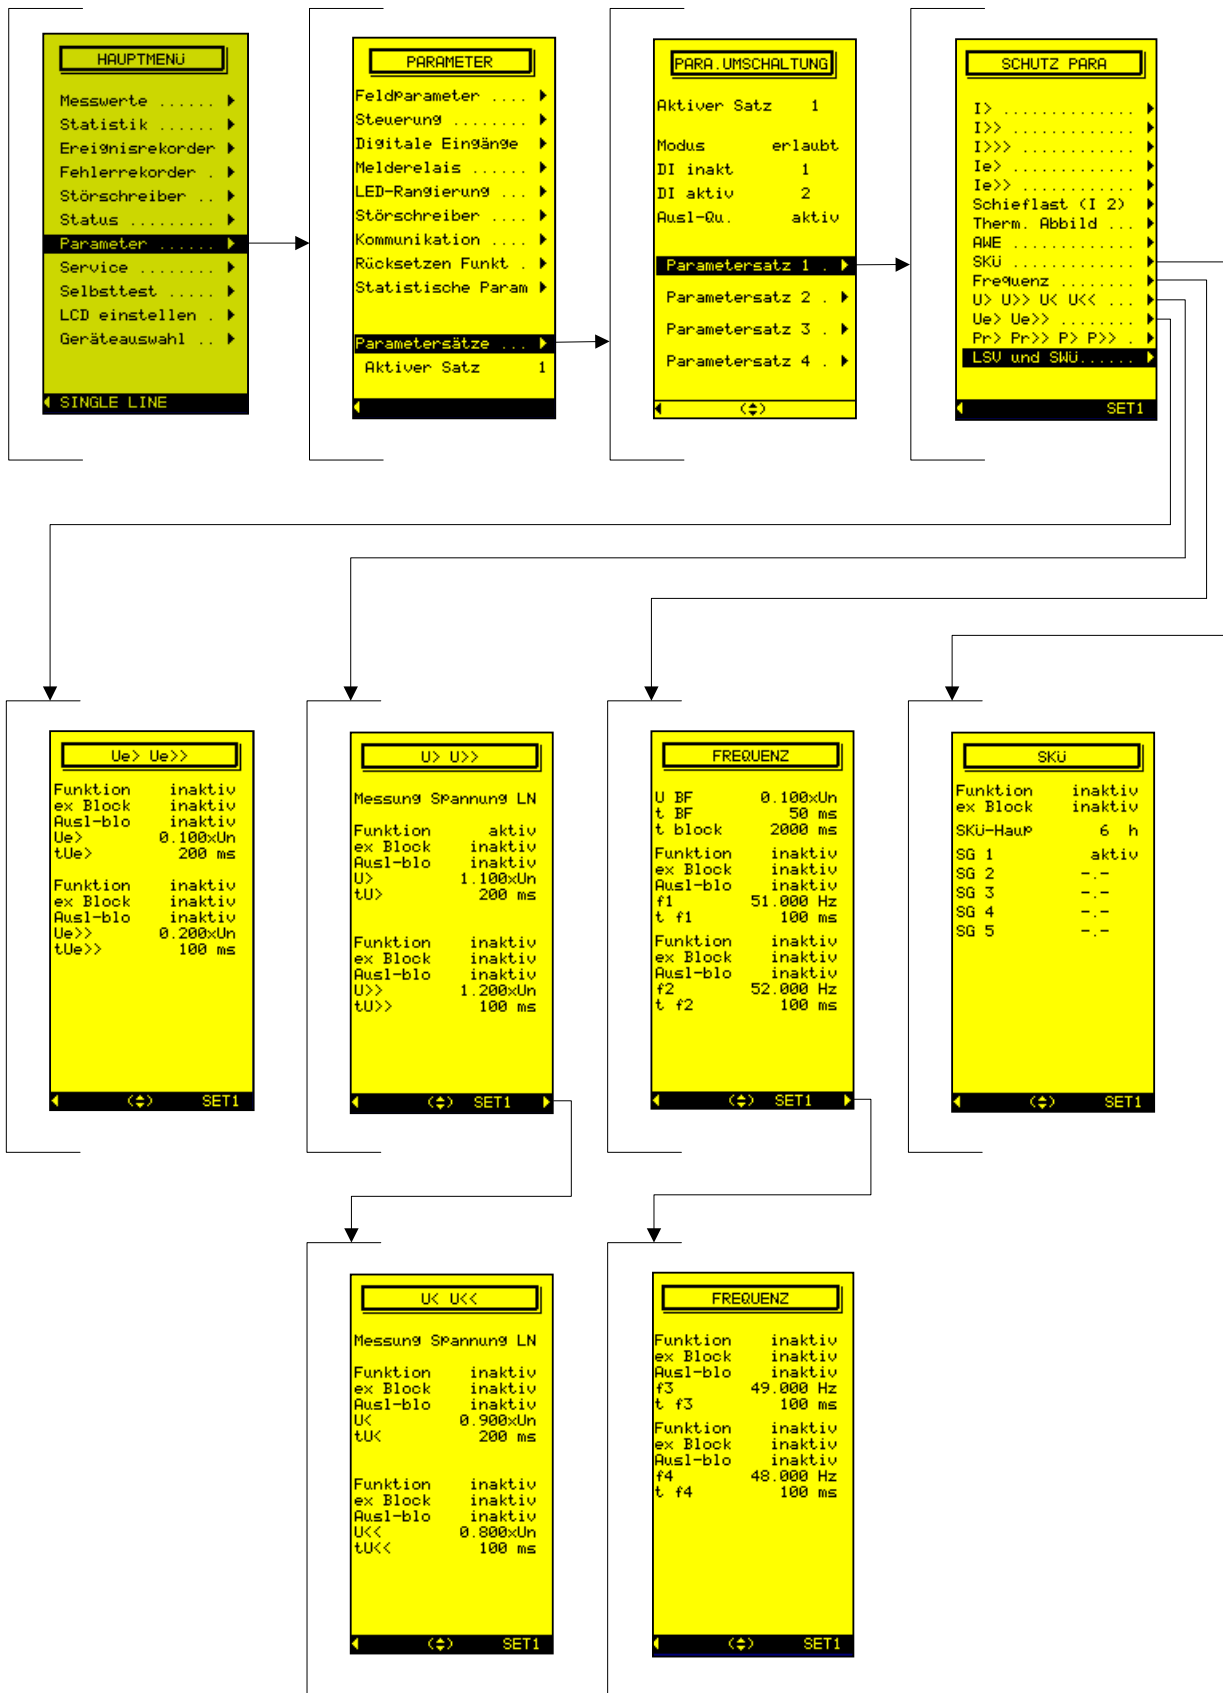 HAUPTMENÜ
Messwerte ......
Statistik ......
Ereignisrekorder
Fehlerrekorder .
Störschreiber ..
Status .........
Parameter ......
Service ........
Selbsttest .....
LCD einstellen .
Geräteauswahl ..
SINGLE LINE
PARAMETER
Feldparameter ....
Steuerung ........
Digitale Eingänge
Melderelais ......
LED-Rangierung ...
Störschreiber ....
Kommunikation ....
Rücksetzen Funkt .
Statistische Param
Parametersätze ...
Aktiver Satz 1
PARA.UMSCHALTUNG
Aktiver Satz 1
Modus erlaubt
DI inakt 1
DI aktiv 2
Ausl-Qu. aktiv
Parametersatz 1 .
Parametersatz 2 .
Parametersatz 3 .
Parametersatz 4 .
SCHUTZ PARA
I> .............
I>> ............
I>>> ...........
Ie> ............
Ie>> ...........
Schieflast (I 2)
Therm. Abbild ...
AWE ............
SKÜ ............
Frequenz ........
U> U>> U< U<< ...
Ue> Ue>> ........
Pr> Pr>> P> P>> .
LSV und SWÜ......
SET1
Ue> Ue>>
Funktion inaktiv
ex Block inaktiv
Ausl-blo inaktiv
Ue> 0.100xUn
tUe> 200 ms
Funktion inaktiv
ex Block inaktiv
Ausl-blo inaktiv
Ue>> 0.200xUn
tUe>> 100 ms
SET1
U> U>>
Messung Spannung LN
Funktion aktiv
ex Block inaktiv
Ausl-blo inaktiv
U> 1.100xUn
tU> 200 ms
Funktion inaktiv
ex Block inaktiv
Ausl-blo inaktiv
U>> 1.200xUn
tU>> 100 ms
SET1
FREQUENZ
U BF 0.100xUn
t BF 50 ms
t block 2000 ms
Funktion inaktiv
ex Block inaktiv
Ausl-blo inaktiv
f1 51.000 Hz
t f1 100 ms
Funktion inaktiv
ex Block inaktiv
Ausl-blo inaktiv
f2 52.000 Hz
t f2 100 ms
SET1
SKÜ
Funktion inaktiv
ex Block inaktiv
SKÜ-Haup 6 h
SG 1 aktiv
SG 2 -.-
SG 3 -.-
SG 4 -.-
SG 5 -.-
SET1
U< U<<
Messung Spannung LN
Funktion inaktiv
ex Block inaktiv
Ausl-blo inaktiv
U< 0.900xUn
tU< 200 ms
Funktion inaktiv
ex Block inaktiv
Ausl-blo inaktiv
U<< 0.800xUn
tU<< 100 ms
SET1
FREQUENZ
Funktion inaktiv
ex Block inaktiv
Ausl-blo inaktiv
f3 49.000 Hz
t f3 100 ms
Funktion inaktiv
ex Block inaktiv
Ausl-blo inaktiv
f4 48.000 Hz
t f4 100 ms
SET1